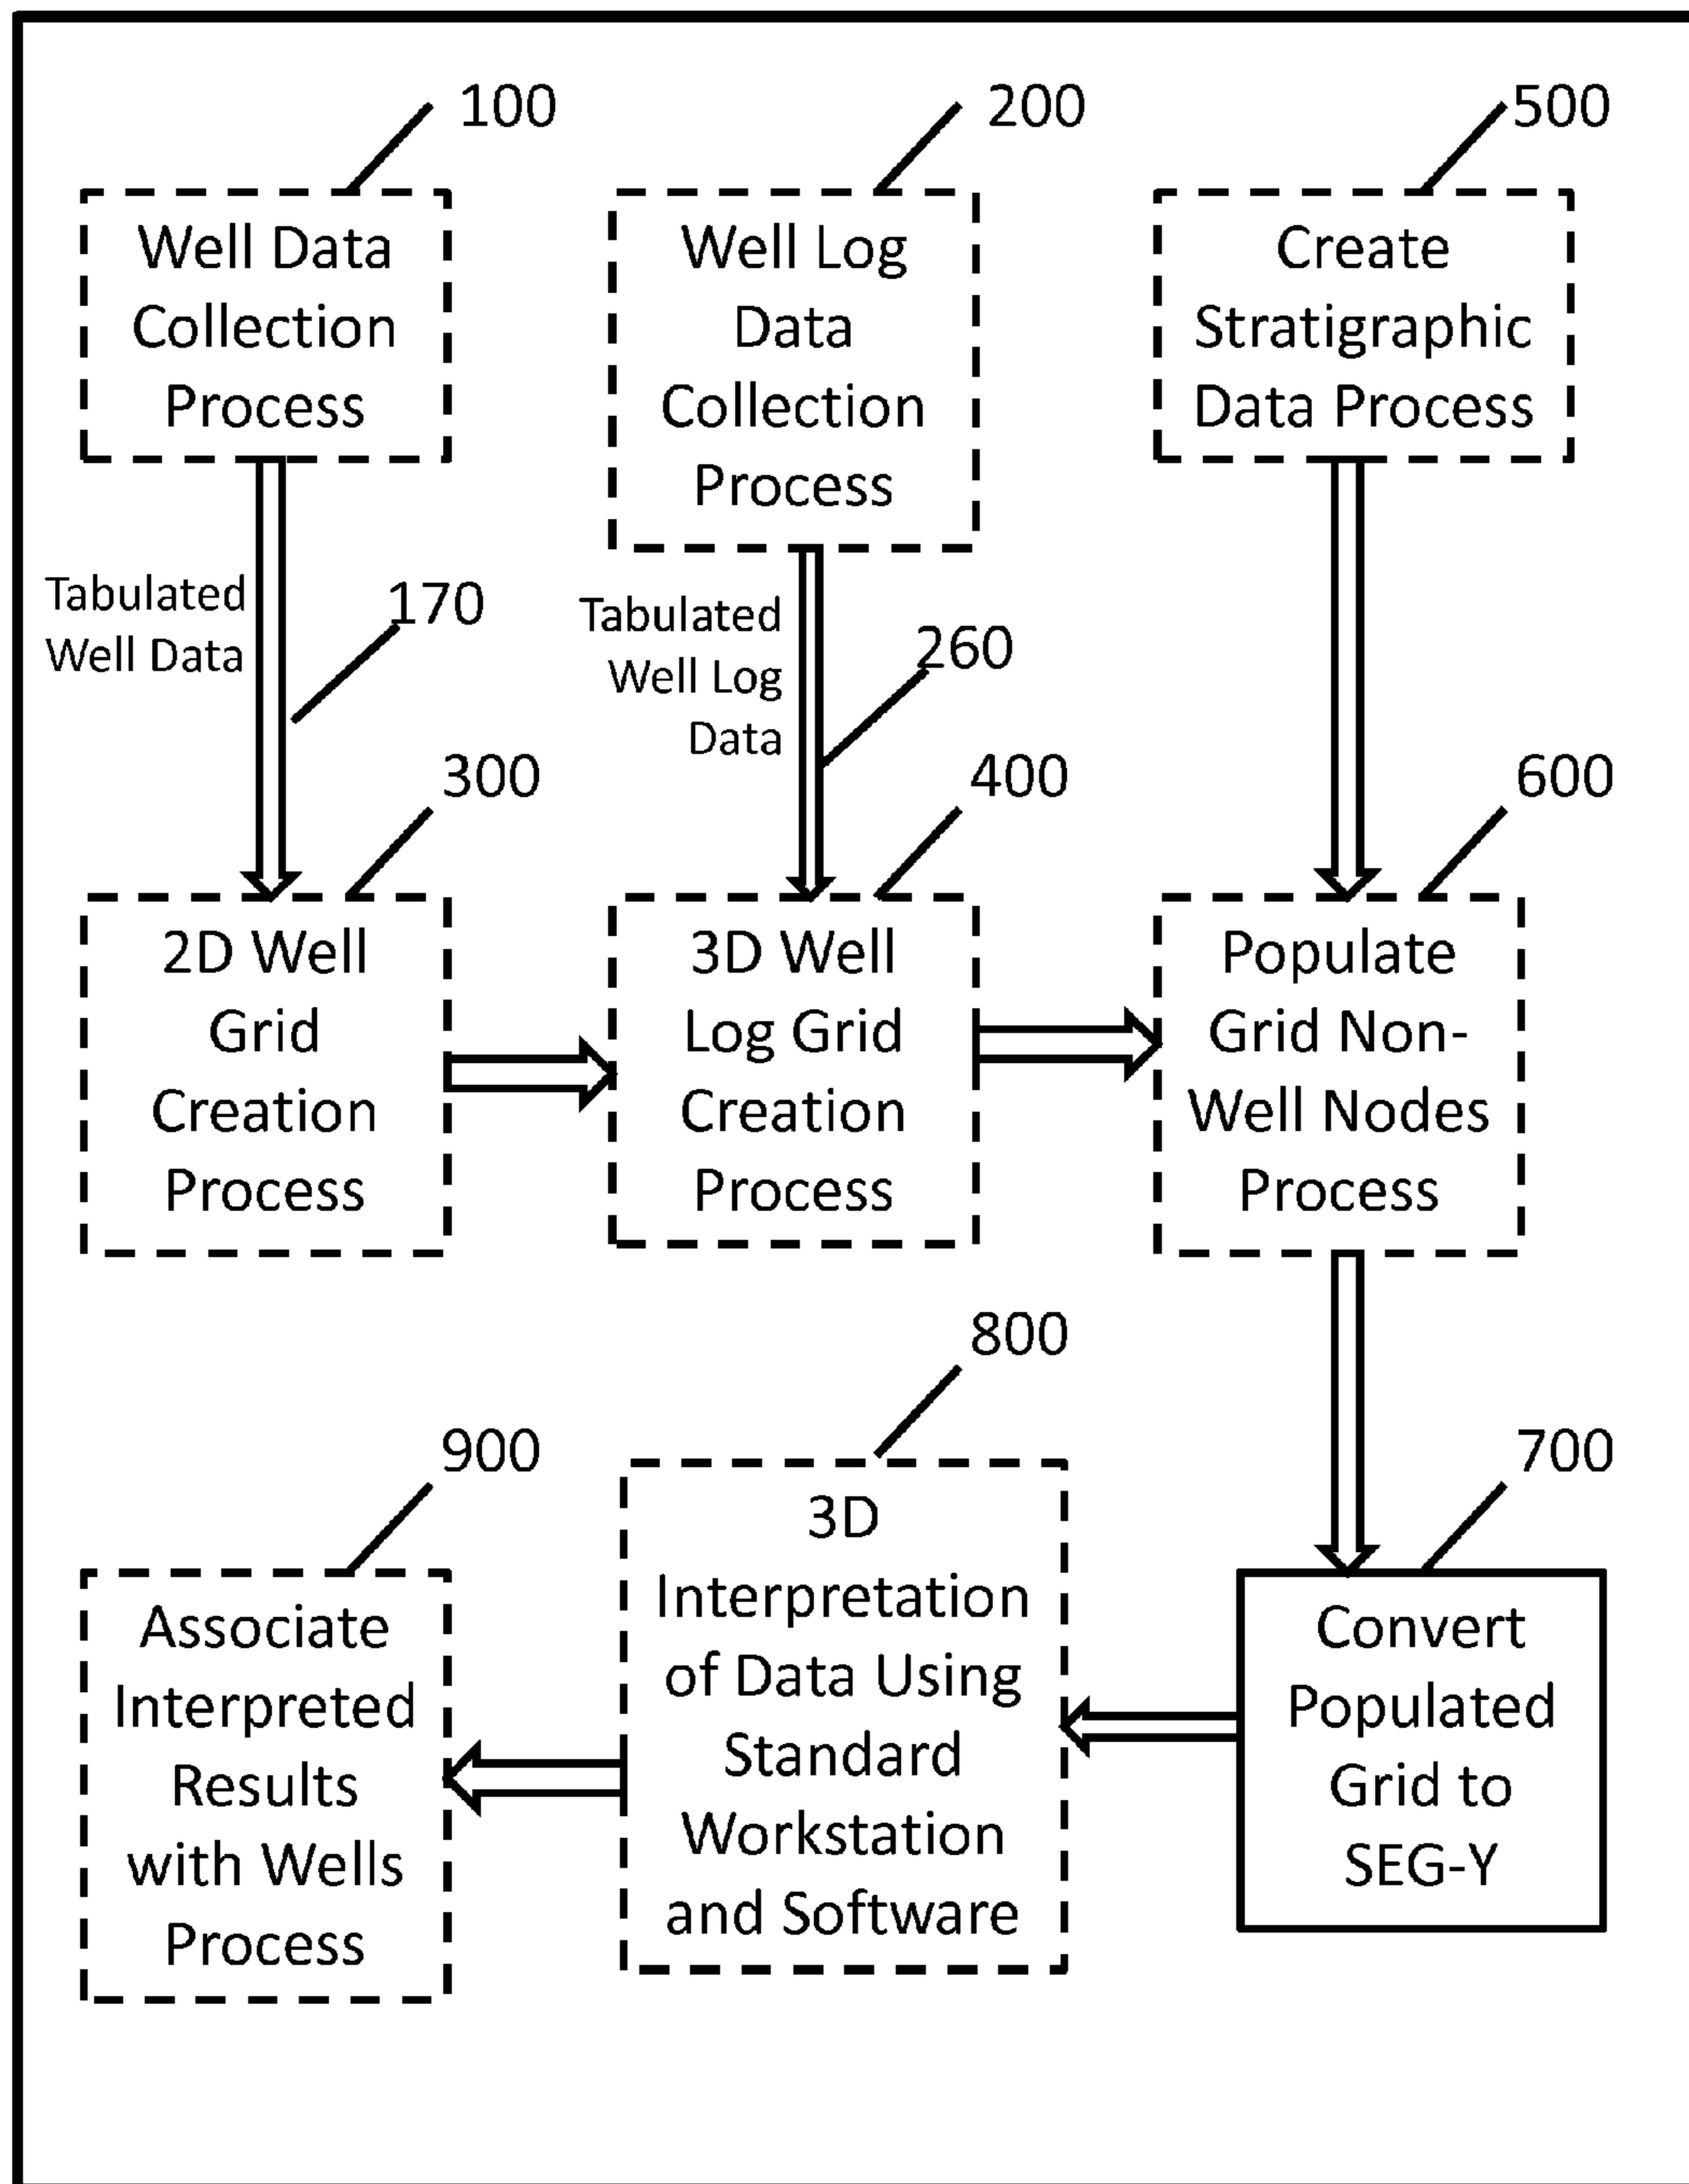 100
Well Data
Collection
Process
200
Well Log
Data
Collection
Process
500
Create
Stratigraphic
Data Process
Tabulated
Well Data
170
Tabulated
Well Log
Data
260
300
2D Well
Grid
Creation
Process
400
3D Well
Log Grid
Creation
Process
600
Populate
Grid Non-
Well Nodes
Process
900
Associate
Interpreted
Results
with Wells
Process
800
3D
Interpretation
of Data Using
Standard
Workstation
and Software
700
Convert
Populated
Grid to
SEG-Y